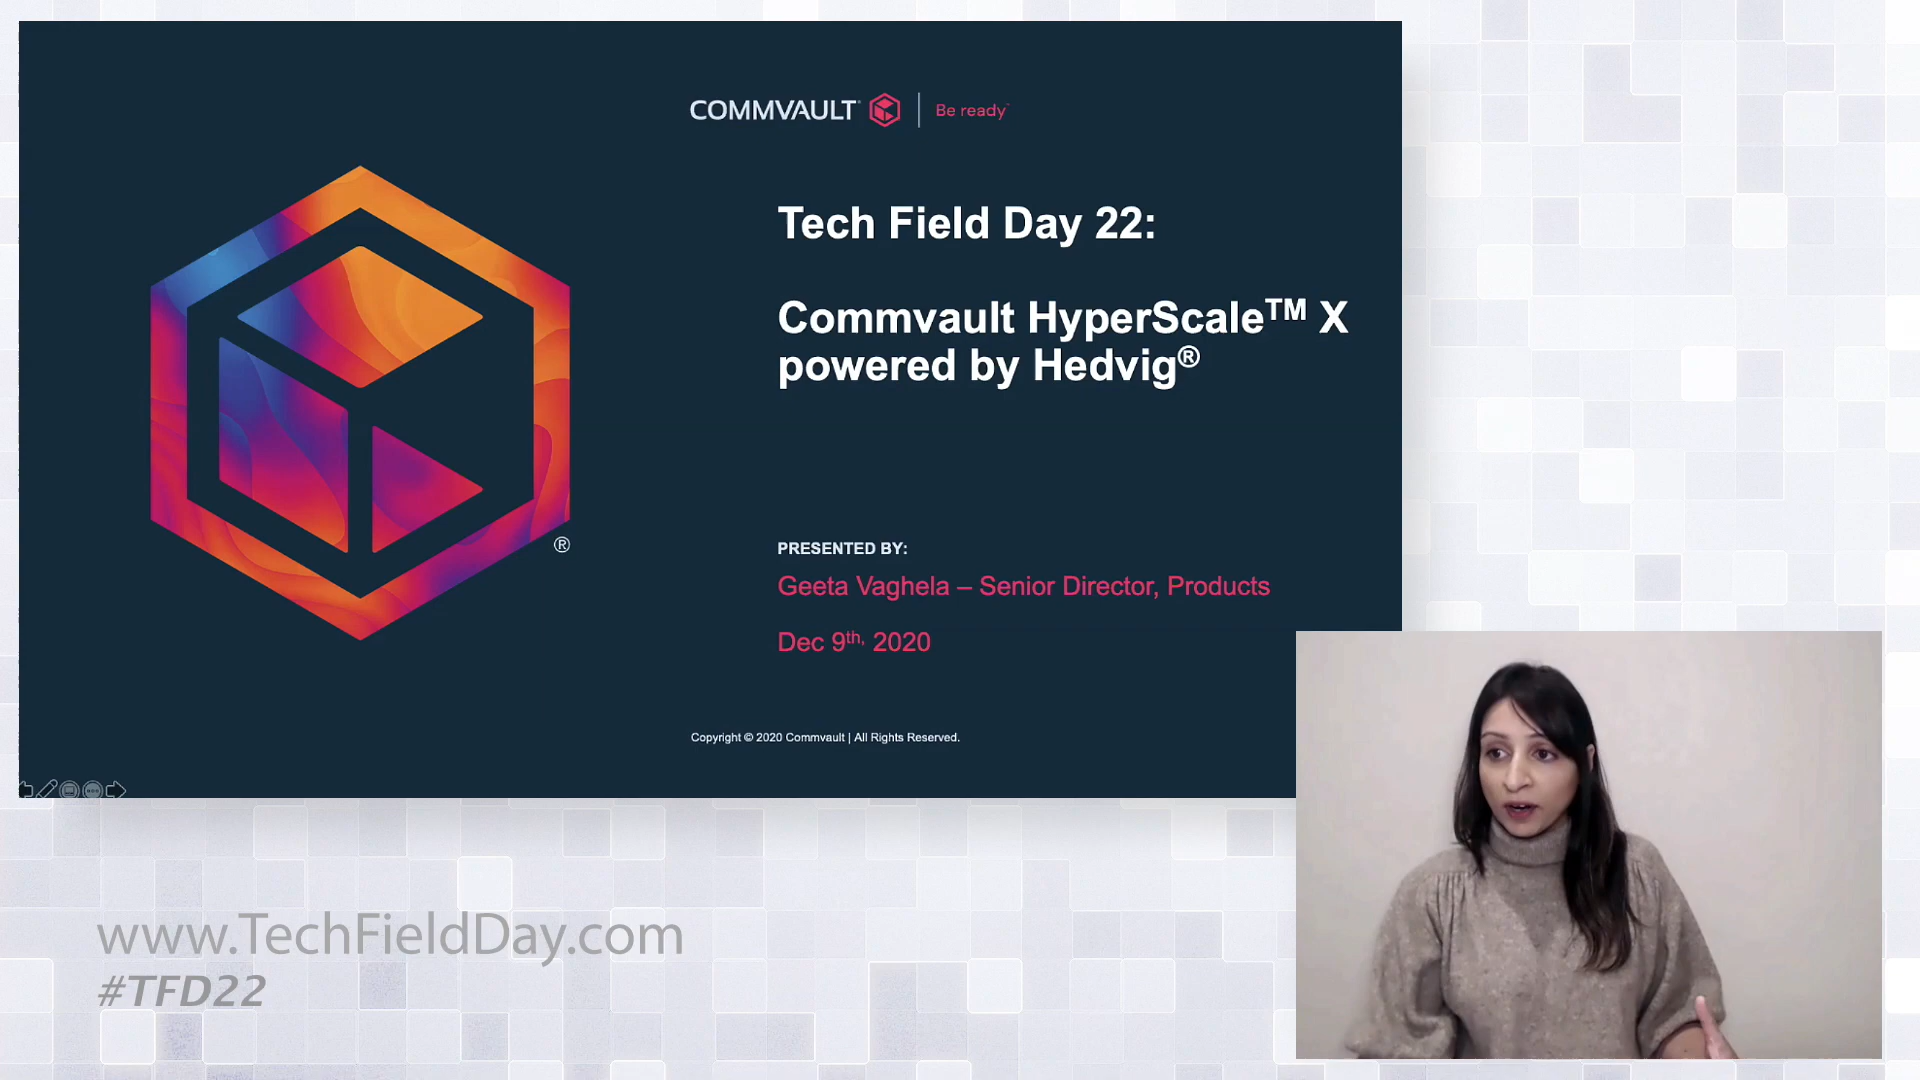 COMMVAULT® Be ready™
Tech Field Day 22:
Commvault HyperScale™ X
powered by Hedvig®
®
PRESENTED BY:
Geeta Vaghela – Senior Director, Products
Dec 9th, 2020
Copyright © 2020 Commvault | All Rights Reserved.
www.TechFieldDay.com
#TFD22